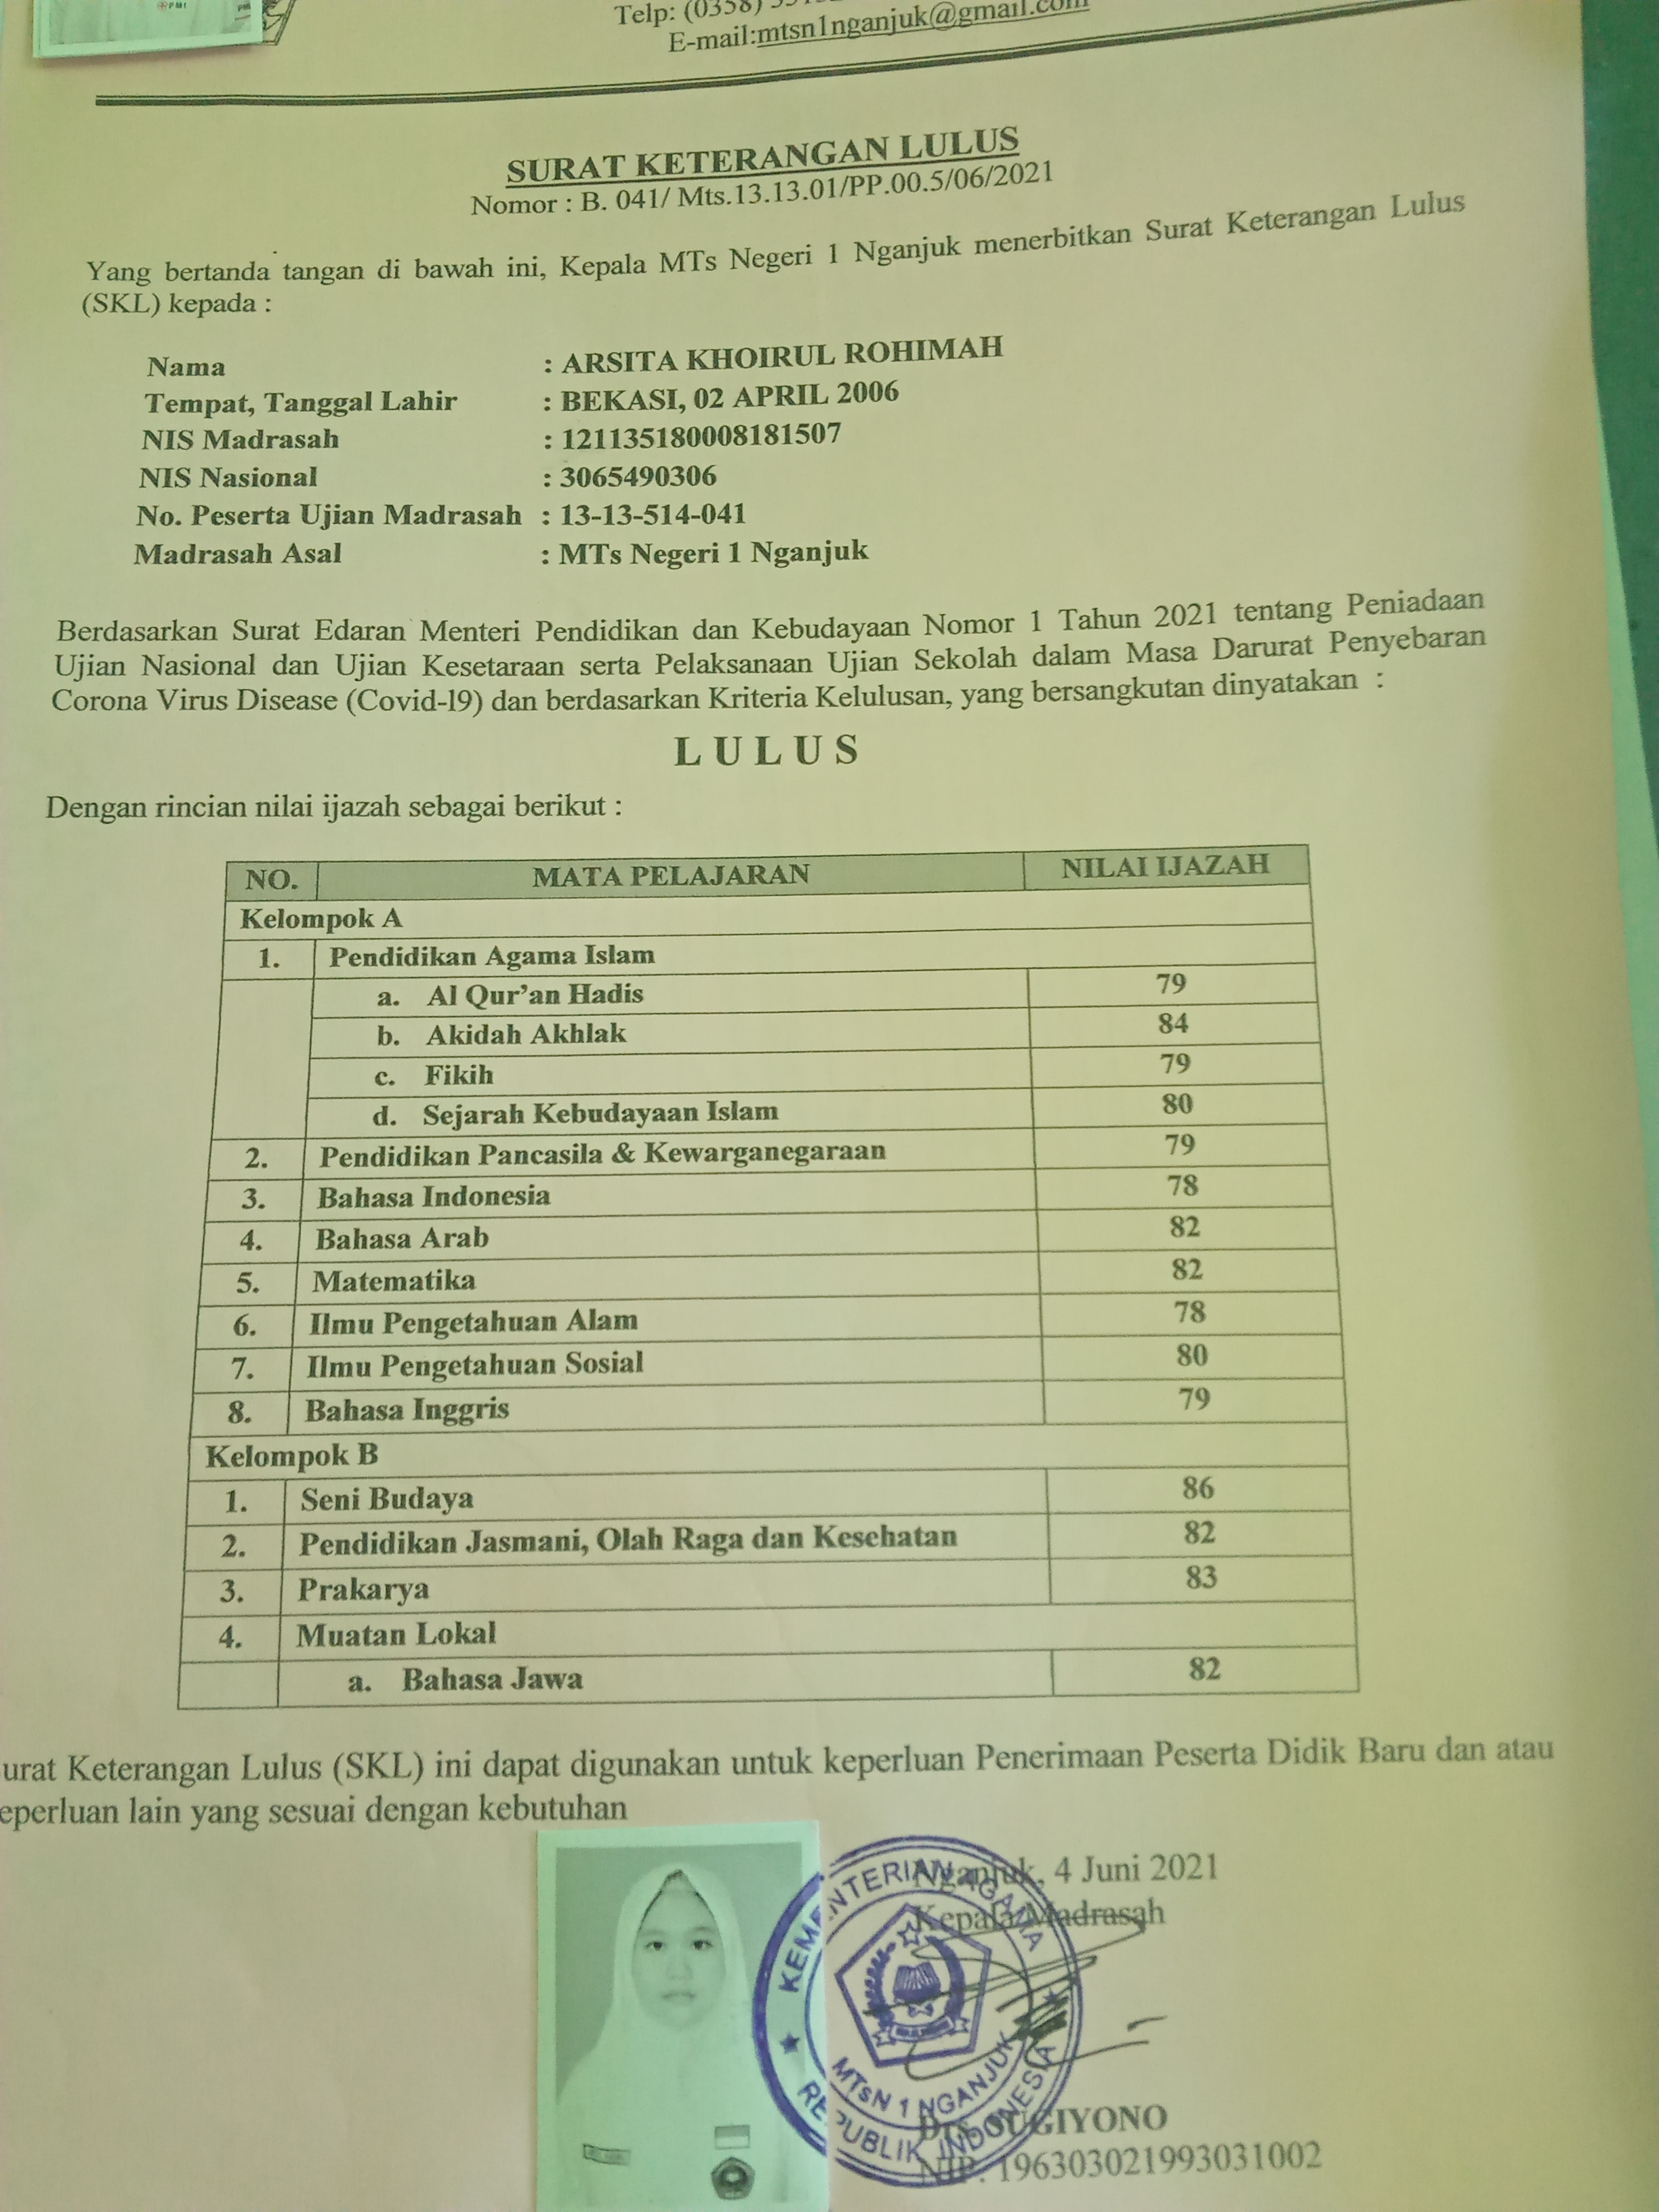 Telp: (0358)
E-mail:mtsn1nganjuk@gmail.com
SURAT KETERANGAN LULUS
Nomor : B. 041/ Mts.13.13.01/PP.00.5/06/2021
Yang bertanda tangan di bawah ini, Kepala MTs Negeri 1 Nganjuk menerbitkan Surat Keterangan Lulus
(SKL) kepada :
Nama : ARSITA KHOIRUL ROHIMAH
Tempat, Tanggal Lahir : BEKASI, 02 APRIL 2006
NIS Madrasah : 121135180008181507
NIS Nasional : 3065490306
No. Peserta Ujian Madrasah : 13-13-514-041
Madrasah Asal : MTs Negeri 1 Nganjuk
Berdasarkan Surat Edaran Menteri Pendidikan dan Kebudayaan Nomor 1 Tahun 2021 tentang Peniadaan
Ujian Nasional dan Ujian Kesetaraan serta Pelaksanaan Ujian Sekolah dalam Masa Darurat Penyebaran
Corona Virus Disease (Covid-19) dan berdasarkan Kriteria Kelulusan, yang bersangkutan dinyatakan :
L U L U S
Dengan rincian nilai ijazah sebagai berikut :
NO. MATA PELAJARAN NILAI IJAZAH
Kelompok A
1. Pendidikan Agama Islam
a. Al Qur'an Hadis 79
b. Akidah Akhlak 84
c. Fikih 79
d. Sejarah Kebudayaan Islam 80
2. Pendidikan Pancasila & Kewarganegaraan 79
3. Bahasa Indonesia 78
4. Bahasa Arab 82
5. Matematika 82
6. Ilmu Pengetahuan Alam 78
7. Ilmu Pengetahuan Sosial 80
8. Bahasa Inggris 79
Kelompok B
1. Seni Budaya 86
2. Pendidikan Jasmani, Olah Raga dan Kesehatan 82
3. Prakarya 83
4. Muatan Lokal
a. Bahasa Jawa 82
urat Keterangan Lulus (SKL) ini dapat digunakan untuk keperluan Penerimaan Peserta Didik Baru dan atau
eperluan lain yang sesuai dengan kebutuhan
Nganjuk, 4 Juni 2021
Kepala Madrasah
KEMENTERIAN AGAMA
MTsN 1 NGANJUK
REPUBLIK INDONESIA
Drs. SUGIYONO
NIP. 196303021993031002